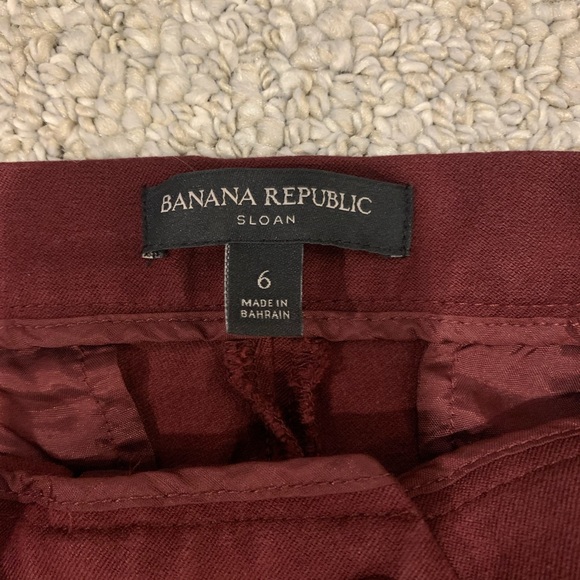 BANANA REPUBLIC
SLOAN
6
MADE IN
BAHRAIN